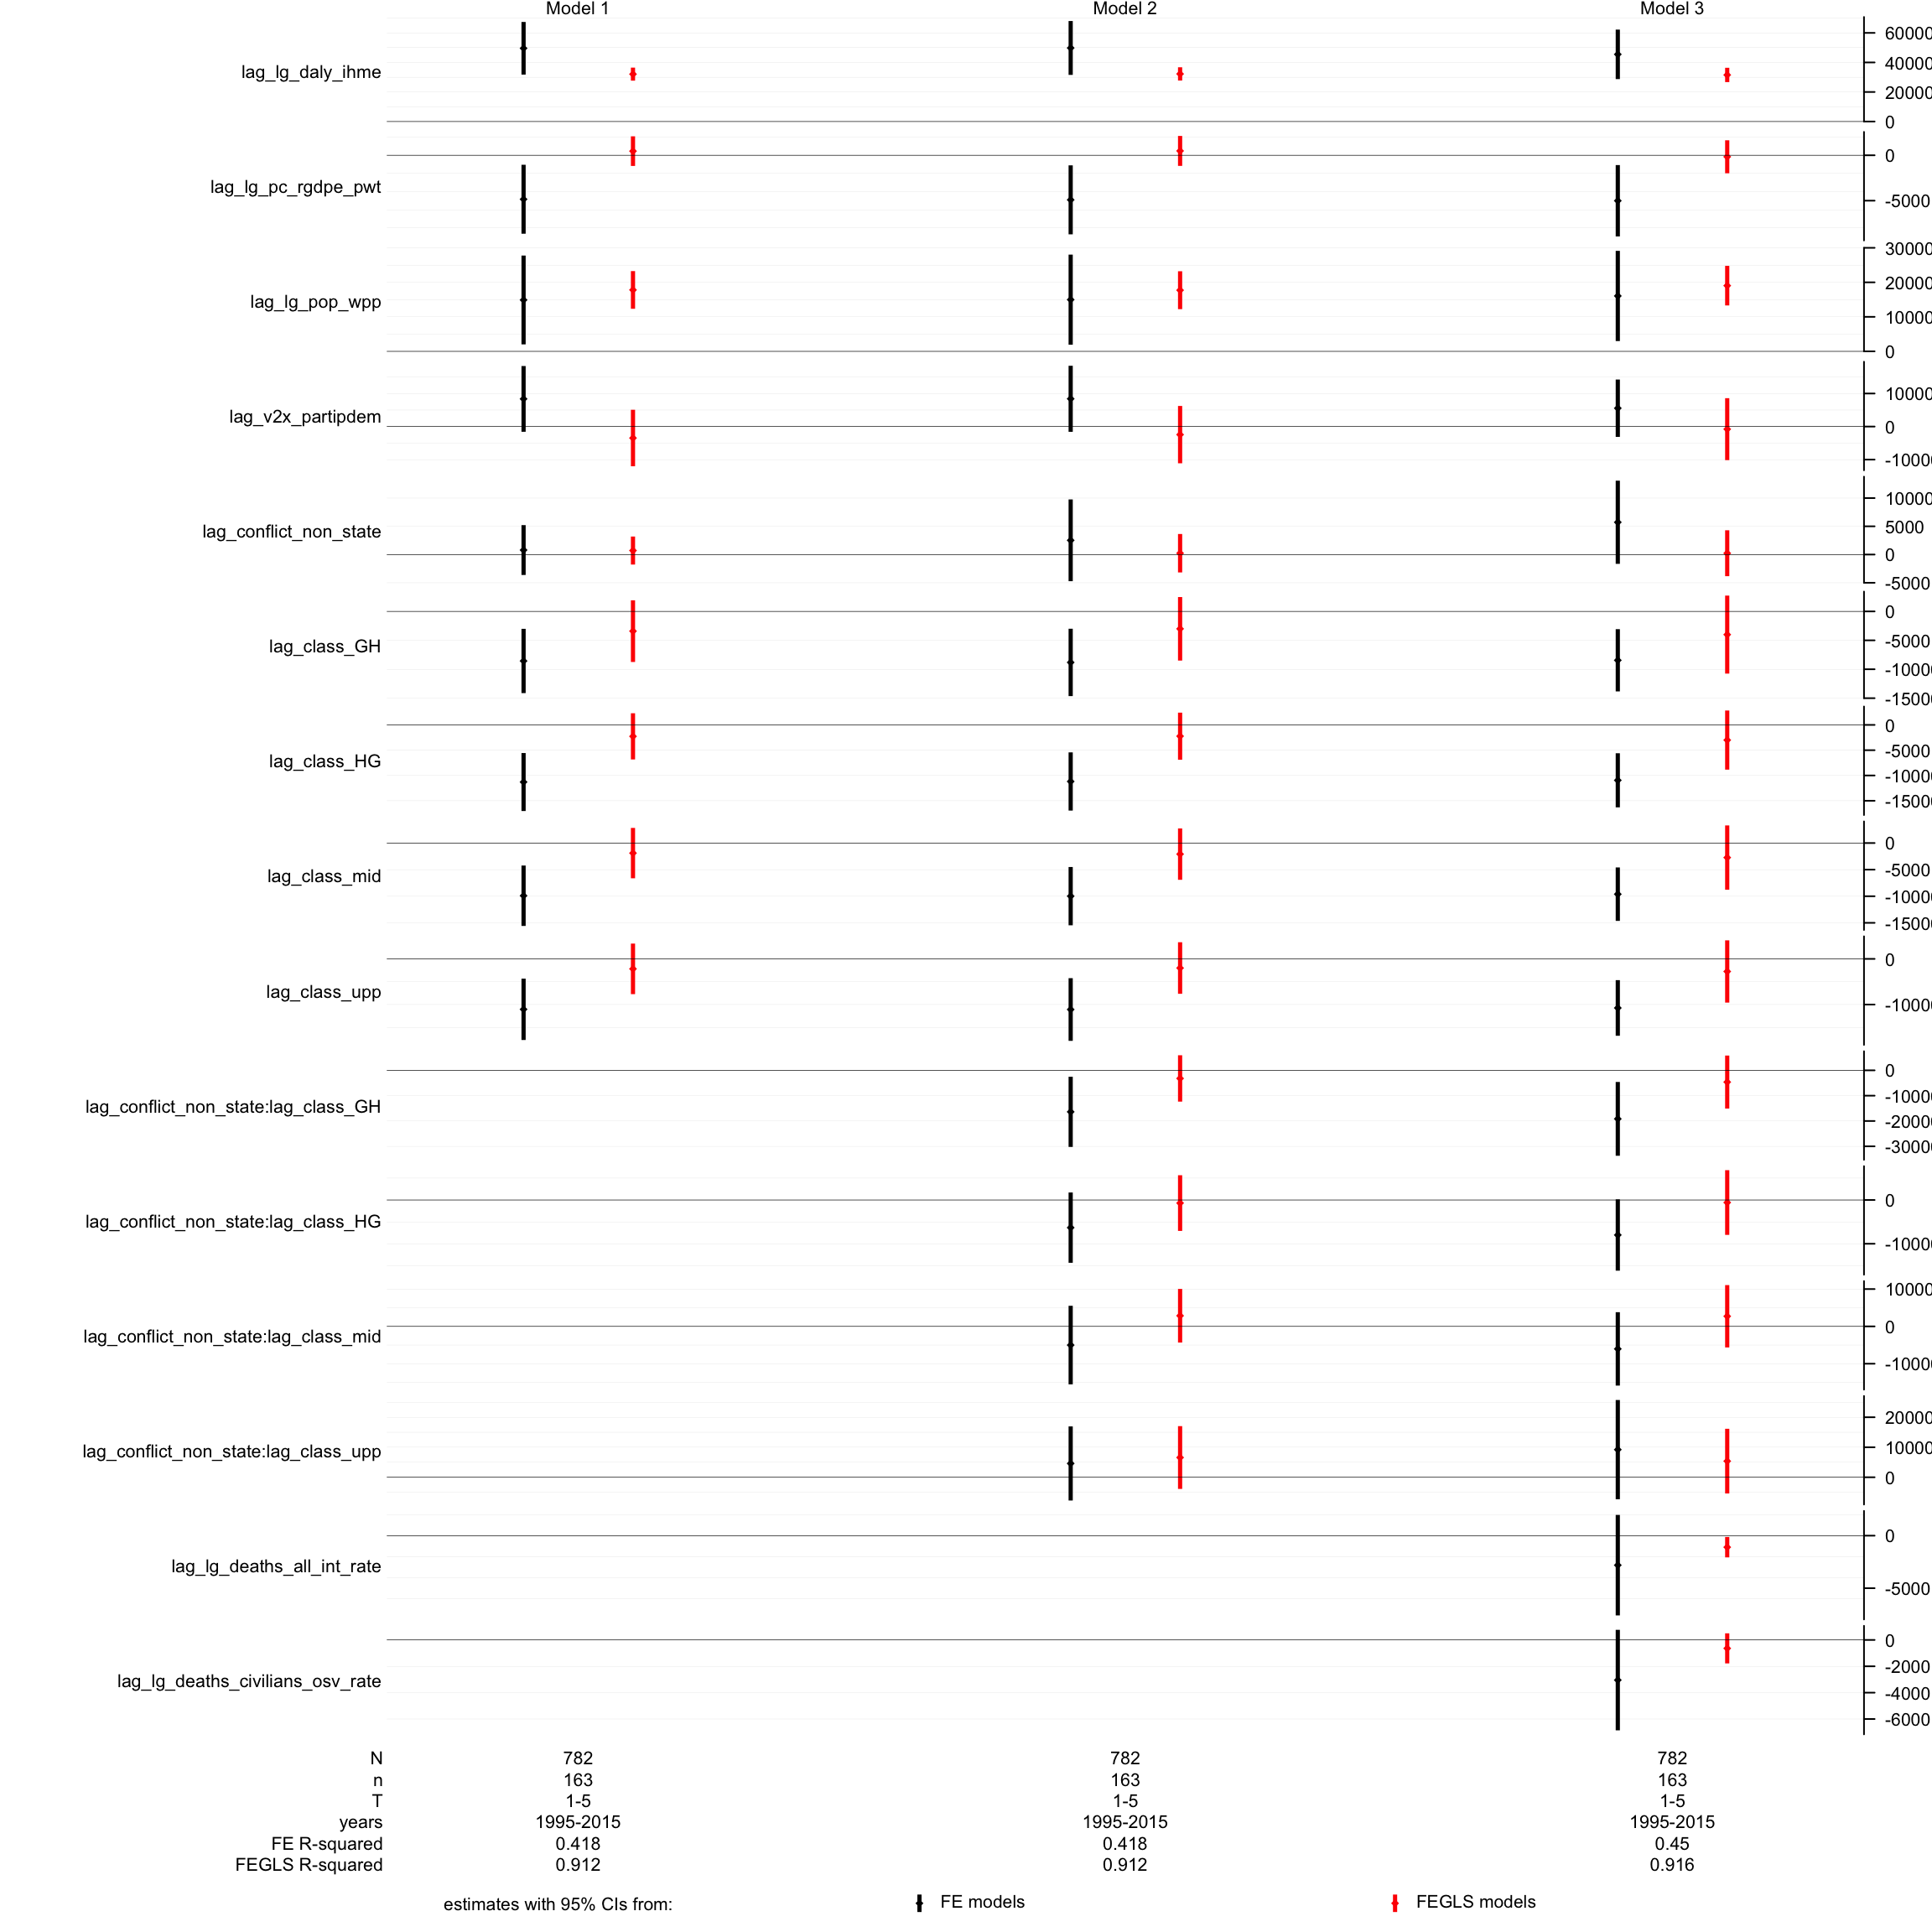 Model 1 Model 2 Model 3
lag_lg_daly_ihme
60000
40000
20000
0
lag_lg_pc_rgdpe_pwt
0
-5000
lag_lg_pop_wpp
30000
20000
10000
0
lag_v2x_partipdem
10000
0
-10000
lag_conflict_non_state
10000
5000
0
-5000
lag_class_GH
0
-5000
-10000
-15000
lag_class_HG
0
-5000
-10000
-15000
lag_class_mid
0
-5000
-10000
-15000
lag_class_upp
0
-10000
lag_conflict_non_state:lag_class_GH
0
-10000
-20000
-30000
lag_conflict_non_state:lag_class_HG
0
-10000
lag_conflict_non_state:lag_class_mid
10000
0
-10000
lag_conflict_non_state:lag_class_upp
20000
10000
0
lag_lg_deaths_all_int_rate
0
-5000
lag_lg_deaths_civilians_osv_rate
0
-2000
-4000
-6000
N 782 782 782
n 163 163 163
T 1-5 1-5 1-5
years 1995-2015 1995-2015 1995-2015
FE R-squared 0.418 0.418 0.45
FEGLS R-squared 0.912 0.912 0.916
estimates with 95% CIs from: FE models FEGLS models